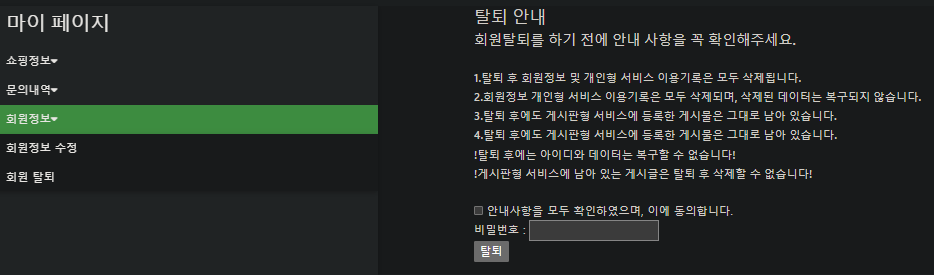 마이 페이지
쇼핑정보
문의내역
회원정보
회원정보 수정
회원 탈퇴
탈퇴 안내
회원탈퇴를 하기 전에 안내 사항을 꼭 확인해주세요.
1.탈퇴 후 회원정보 및 개인형 서비스 이용기록은 모두 삭제됩니다.
2.회원정보 개인형 서비스 이용기록은 모두 삭제되며, 삭제된 데이터는 복구되지 않습니다.
3.탈퇴 후에도 게시판형 서비스에 등록한 게시물은 그대로 남아 있습니다.
4.탈퇴 후에도 게시판형 서비스에 등록한 게시물은 그대로 남아 있습니다.
!탈퇴 후에는 아이디와 데이터는 복구할 수 없습니다!
!게시판형 서비스에 남아 있는 게시글은 탈퇴 후 삭제할 수 없습니다!
안내사항을 모두 확인하였으며, 이에 동의합니다.
비밀번호 :
탈퇴